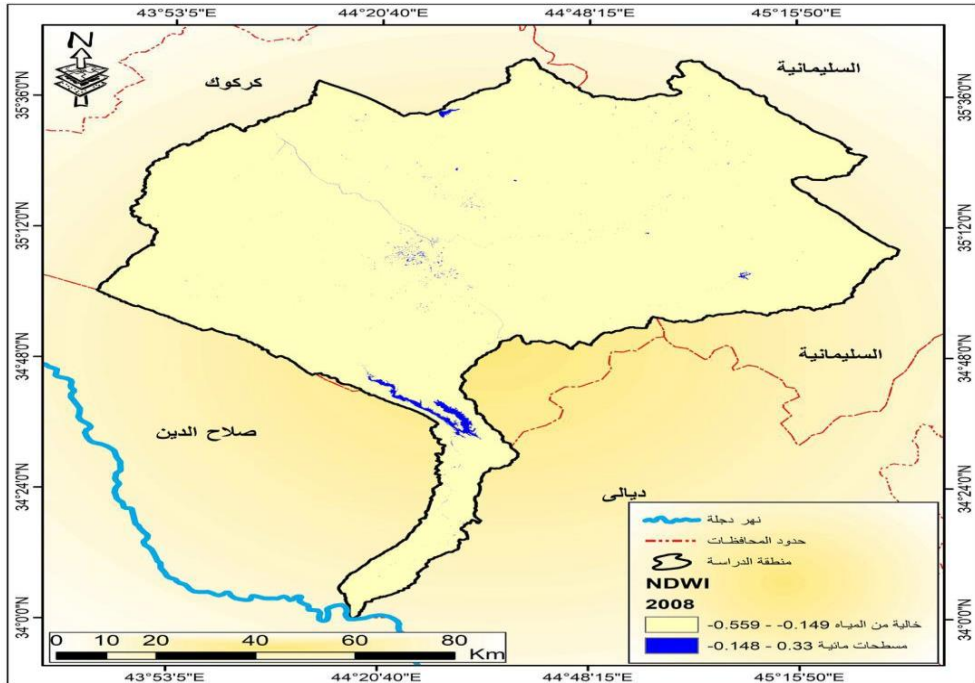 43°53'5"E 44°20'40"E 44°48'15"E 45°15'50"E
N
السليمانية
كركوك
35°36'0"N 35°36'0"N
35°12'0"N 35°12'0"N
34°48'0"N 34°48'0"N
السليمانية
صلاح الدين
34°24'0"N 34°24'0"N
ديالى
نهر دجلة
حدود المحافظات
منطقة الدراسة
NDWI
2008
-0.559 - -0.149 خالية من المياه
-0.148 - 0.33 مسطحات مائية
34°0'0"N 34°0'0"N
0 10 20 40 60 80
Km
43°53'5"E 44°20'40"E 44°48'15"E 45°15'50"E